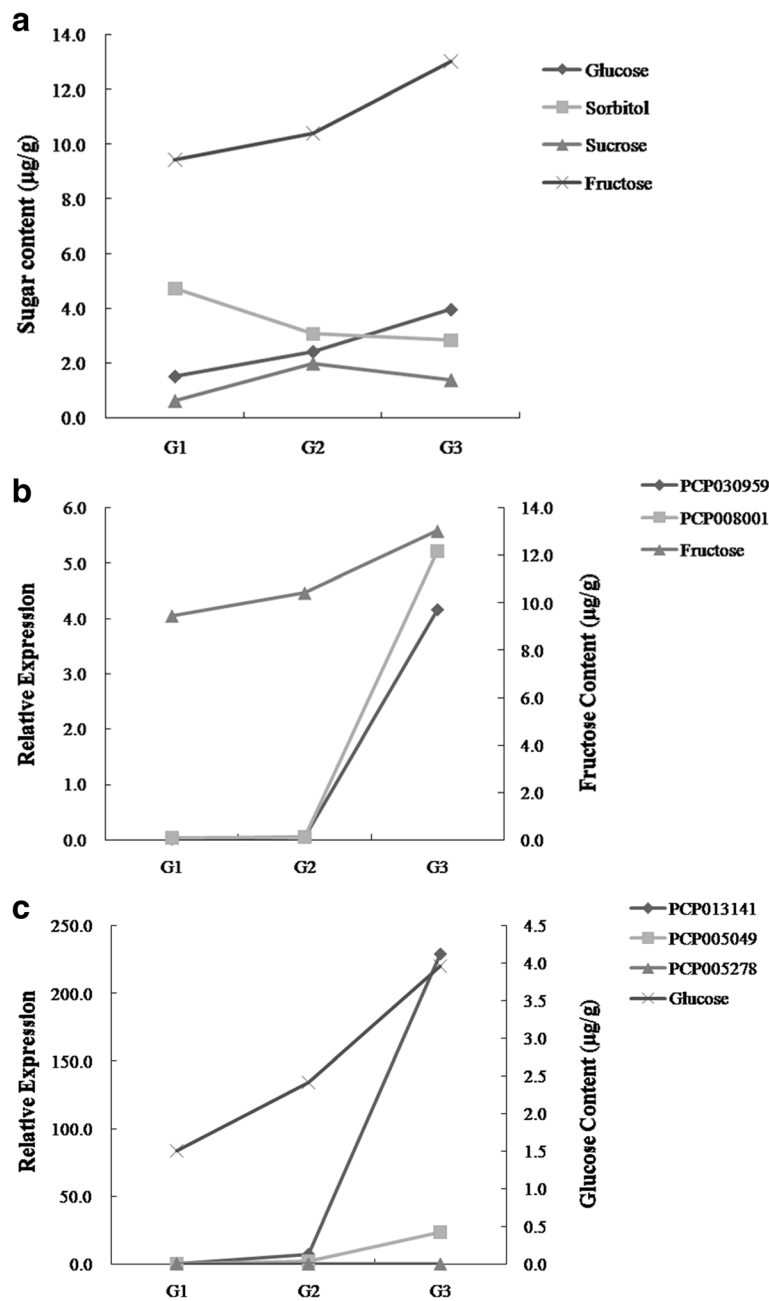 a
14.0
12.0
10.0
8.0
6.0
4.0
2.0
0.0
Sugar content (µg/g)
G1 G2 G3
Glucose
Sorbitol
Sucrose
Fructose
b
6.0
5.0
4.0
3.0
2.0
1.0
0.0
Relative Expression
G1 G2 G3
14.0
12.0
10.0
8.0
6.0
4.0
2.0
0.0
Fructose Content (µg/g)
PCP030959
PCP008001
Fructose
c
250.0
200.0
150.0
100.0
50.0
0.0
Relative Expression
G1 G2 G3
4.5
4.0
3.5
3.0
2.5
2.0
1.5
1.0
0.5
0.0
Glucose Content (µg/g)
PCP013141
PCP005049
PCP005278
Glucose